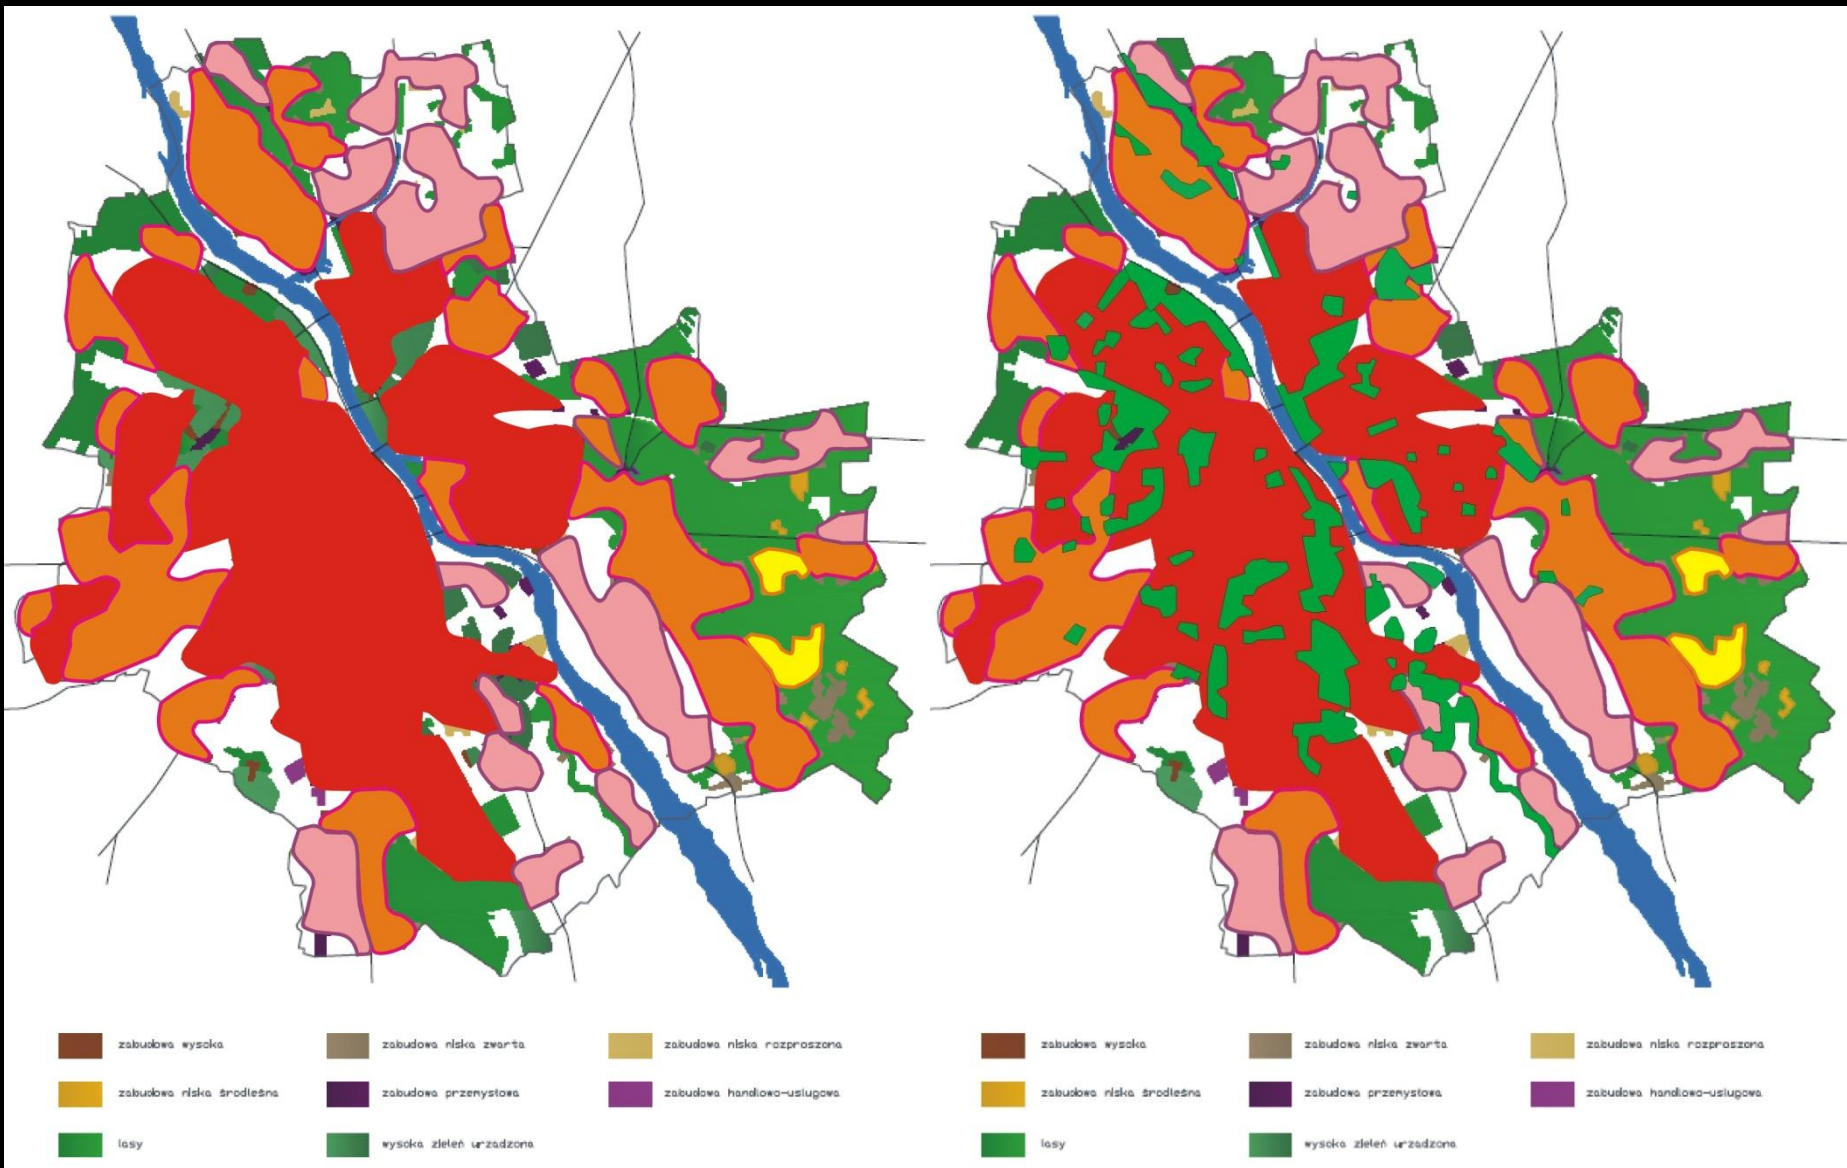 zabudowa wysoka
zabudowa niska zwarta
zabudowa niska rozproszona
zabudowa niska środleśna
zabudowa przemysłowa
zabudowa handlowo-usługowa
lasy
wysoka zieleń urządzona
zabudowa wysoka
zabudowa niska zwarta
zabudowa niska rozproszona
zabudowa niska środleśna
zabudowa przemysłowa
zabudowa handlowo-usługowa
lasy
wysoka zieleń urządzona